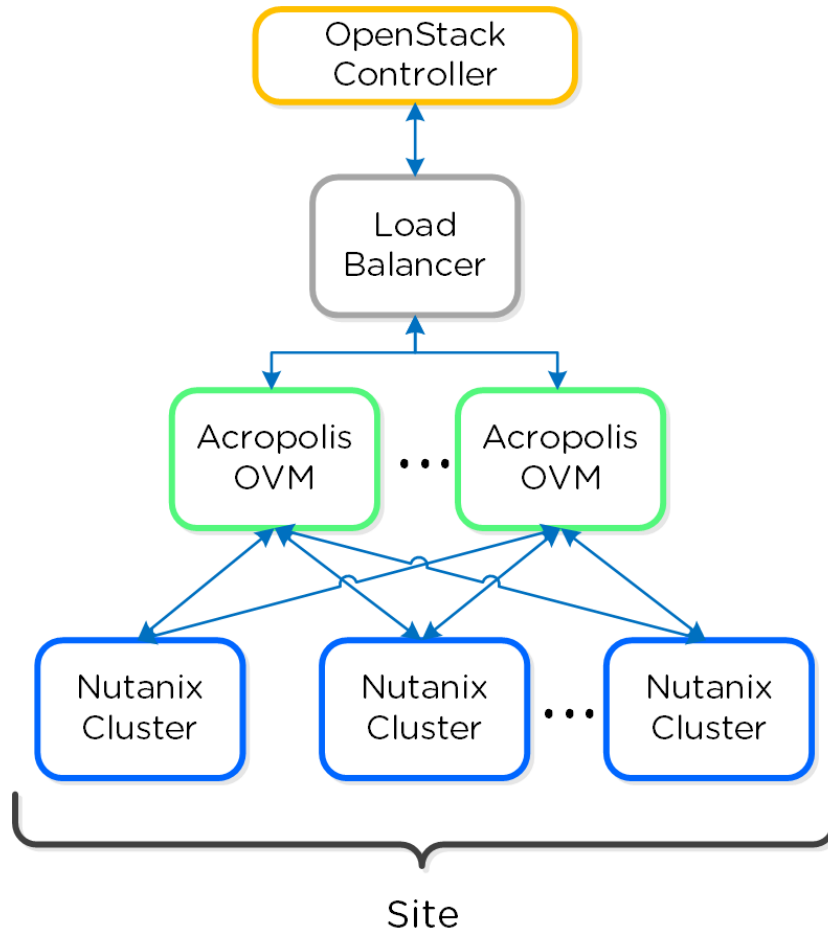 OpenStack
Controller
Load
Balancer
Acropolis
OVM
...
Acropolis
OVM
Nutanix
Cluster
Nutanix
Cluster
...
Nutanix
Cluster
Site